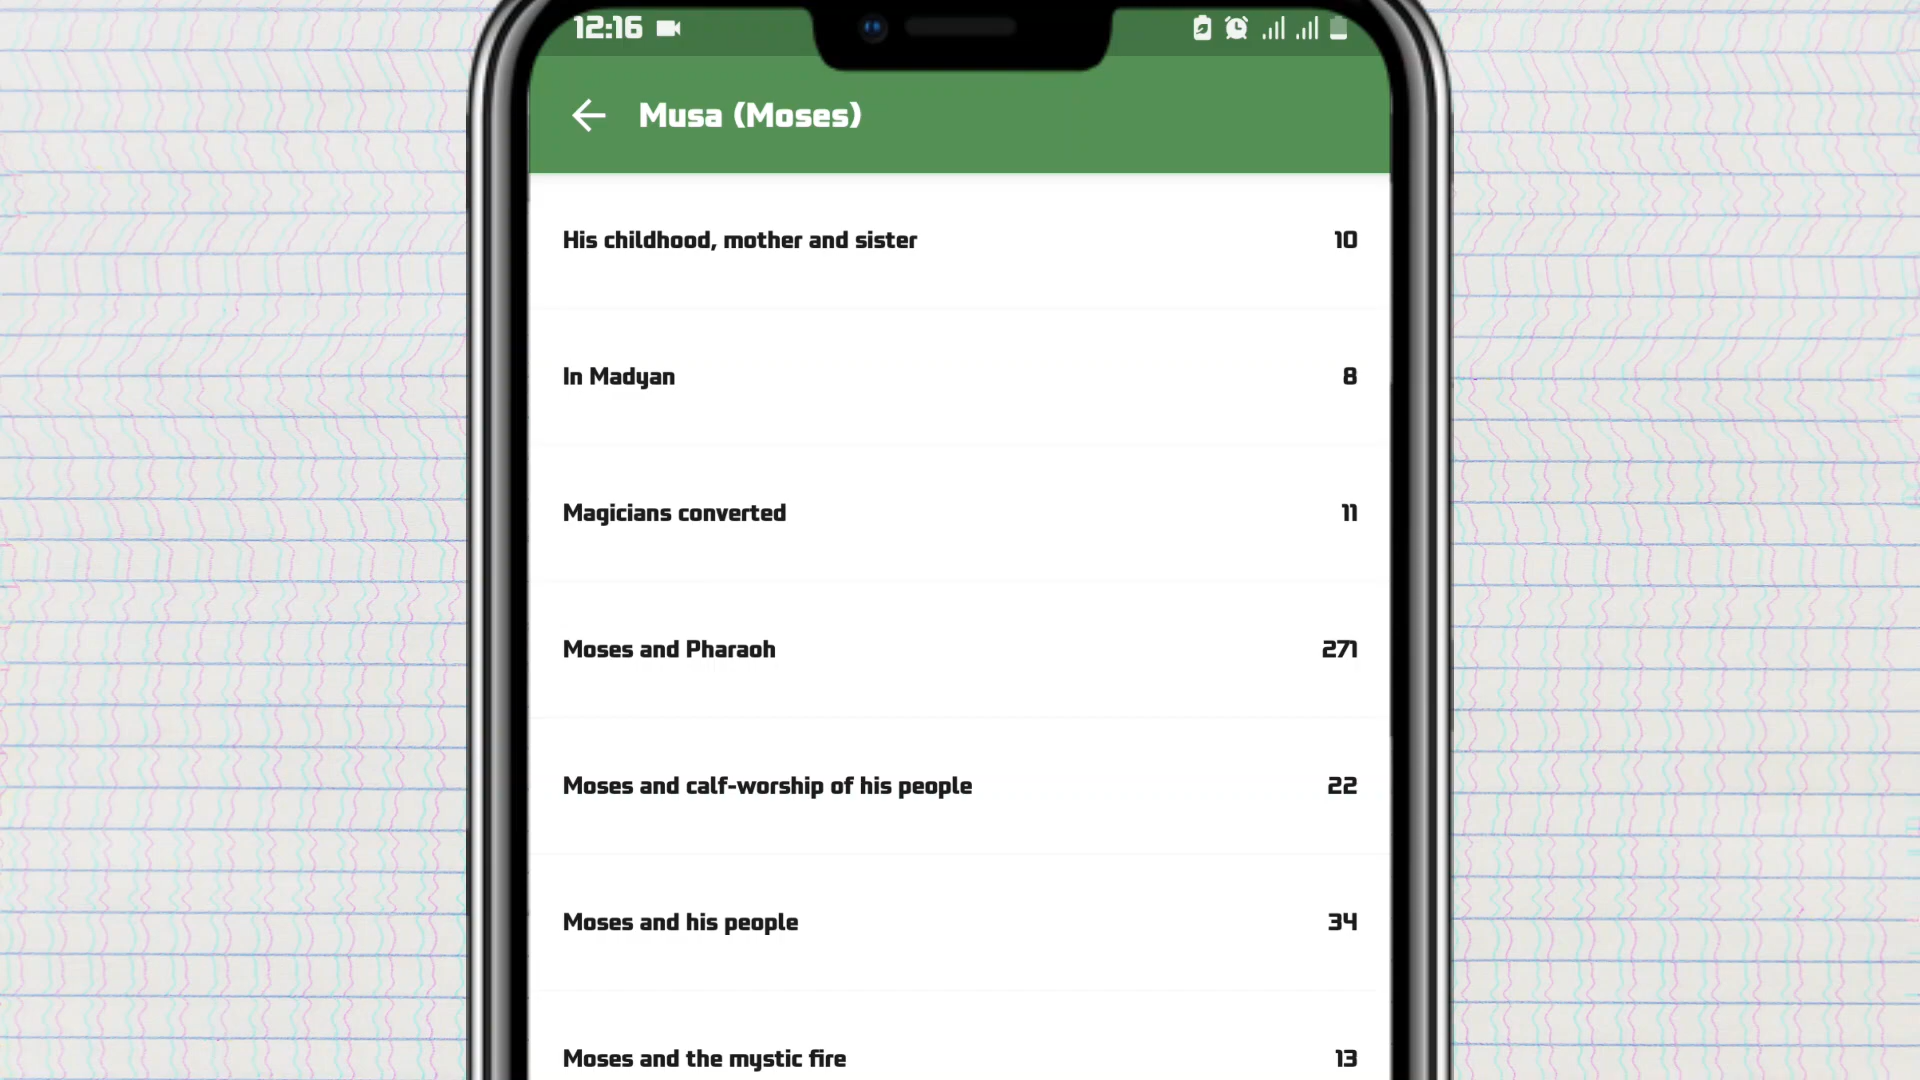 12:16
Musa (Moses)
His childhood, mother and sister 10
In Madyan 8
Magicians converted 11
Moses and Pharaoh 271
Moses and calf-worship of his people 22
Moses and his people 34
Moses and the mystic fire 13